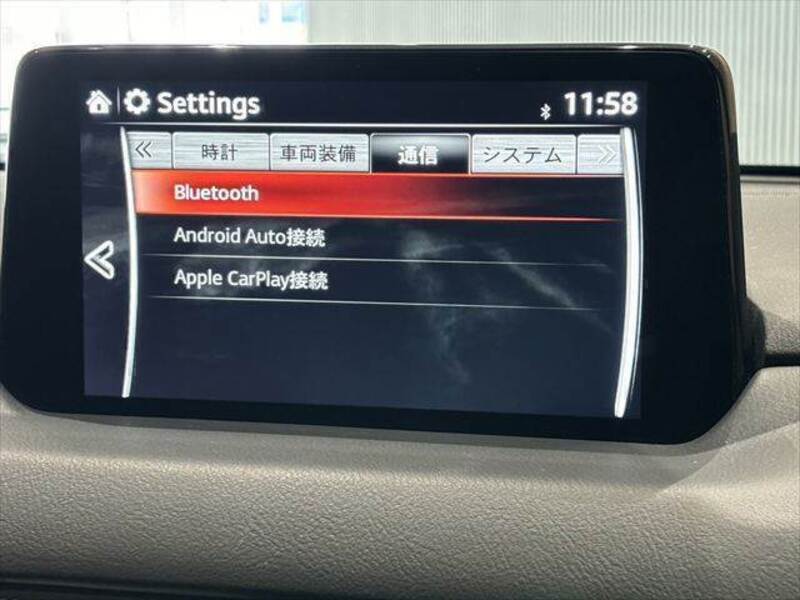 Settings 11:58
時計 車両装備 通信 システム
Bluetooth
Android Auto接続
Apple CarPlay接続